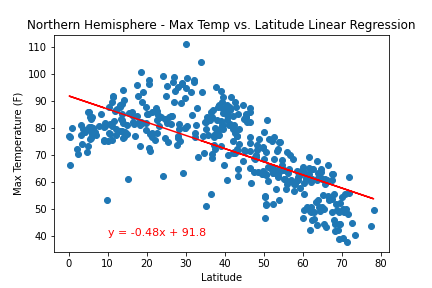 Northern Hemisphere - Max Temp vs. Latitude Linear Regression
110
100
90
80
70
60
50
40
Max Temperature (F)
y = -0.48x + 91.8
0 10 20 30 40 50 60 70 80
Latitude